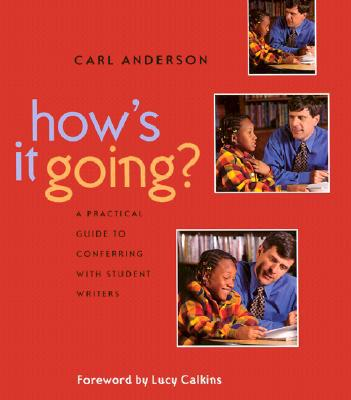 CARL ANDERSON
how's
it going?
A PRACTICAL
GUIDE TO
CONFERRING
WITH STUDENT
WRITERS
Foreword by Lucy Calkins